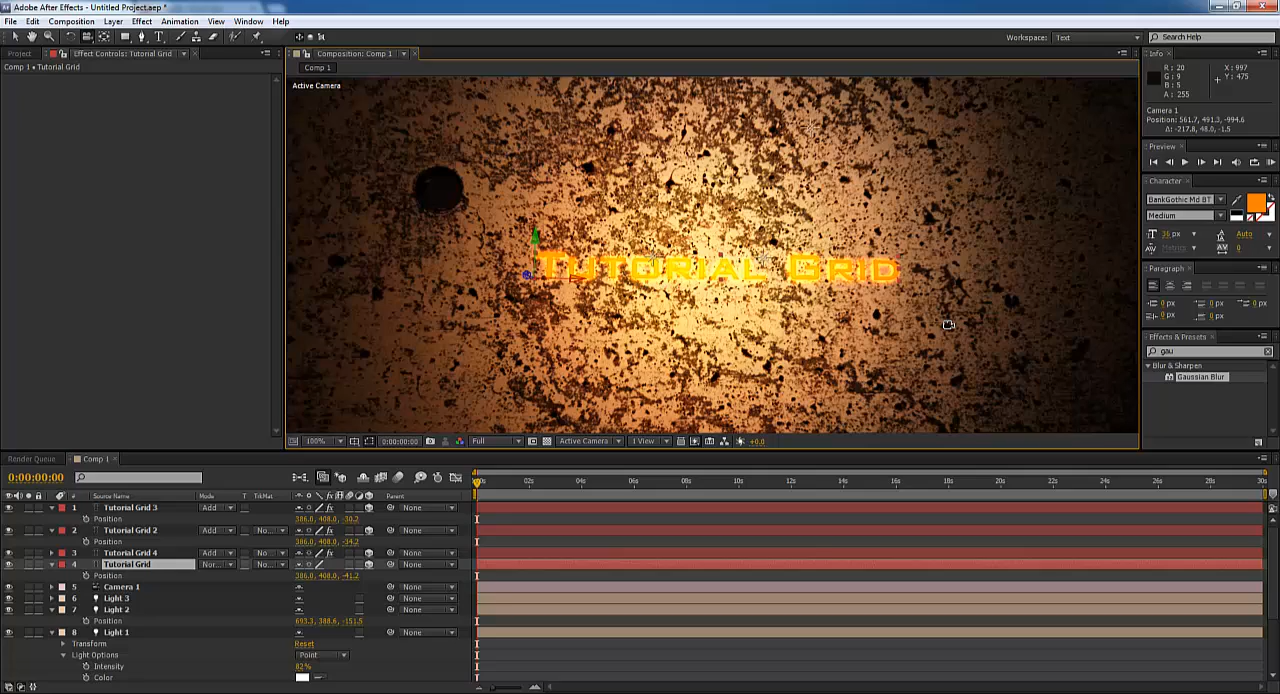 Adobe After Effects - Untitled Project.aep *
File Edit Composition Layer Effect Animation View Window Help
Workspace: Text Search Help
Project Effect Controls: Tutorial Grid Composition: Comp 1 Info
Comp 1 • Tutorial Grid
Comp 1
Active Camera
R : 20
G : 9
B : 5
A : 255
X : 997
Y : 475
Camera 1
Position: 561.7, 491.3, -994.6
Δ: -217.8, 48.0, -1.5
Preview
Character
BankGothic Md BT
Medium
36 px Auto
Metrics 0
Paragraph
0 px 0 px 0 px
0 px 0 px
Effects & Presets
gau
Blur & Sharpen
Gaussian Blur
Tutorial Grid
100% 0:00:00:00 Full Active Camera 1 View +0.0
Render Queue Comp 1
0:00:00:00
:00s 02s 04s 06s 08s 10s 12s 14s 16s 18s 20s 22s 24s 26s 28s 30s
# Source Name Mode T TrkMat Parent
1 Tutorial Grid 3 Add None
Position 386.0, 408.0, -30.2
2 Tutorial Grid 2 Add No... None
Position 386.0, 408.0, -34.2
3 Tutorial Grid 4 Add No... None
4 Tutorial Grid Nor... No... None
Position 386.0, 408.0, -41.2
5 Camera 1 None
6 Light 3 None
7 Light 2 None
Position 693.3, 388.6, -151.5
8 Light 1 None
Transform Reset
Light Options Point
Intensity 82%
Color